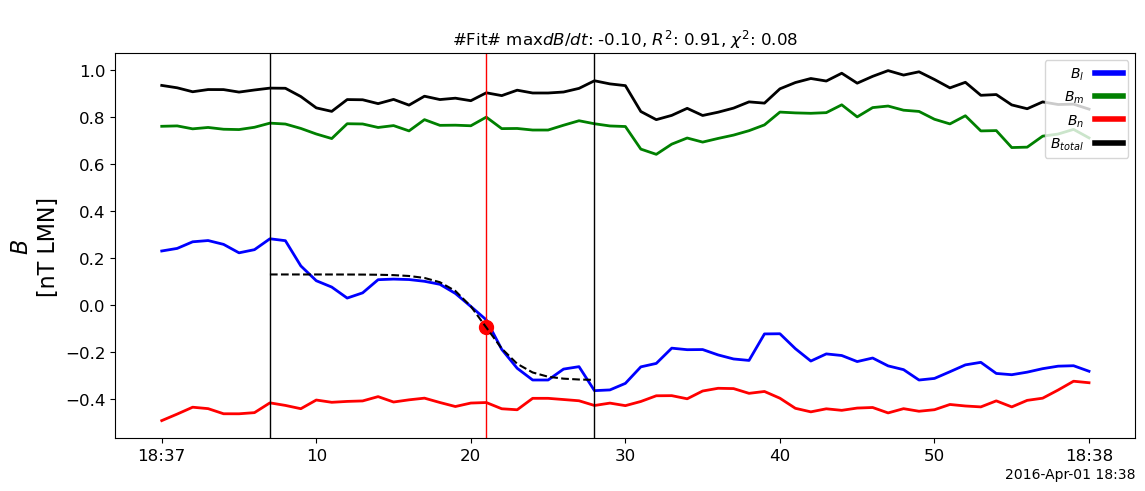 #Fit# maxdB/dt: -0.10, R²: 0.91, χ²: 0.08
B
[nT LMN]
1.0
0.8
0.6
0.4
0.2
0.0
−0.2
−0.4
B_l
B_m
B_n
B_total
18:37 10 20 30 40 50 18:38
2016-Apr-01 18:38